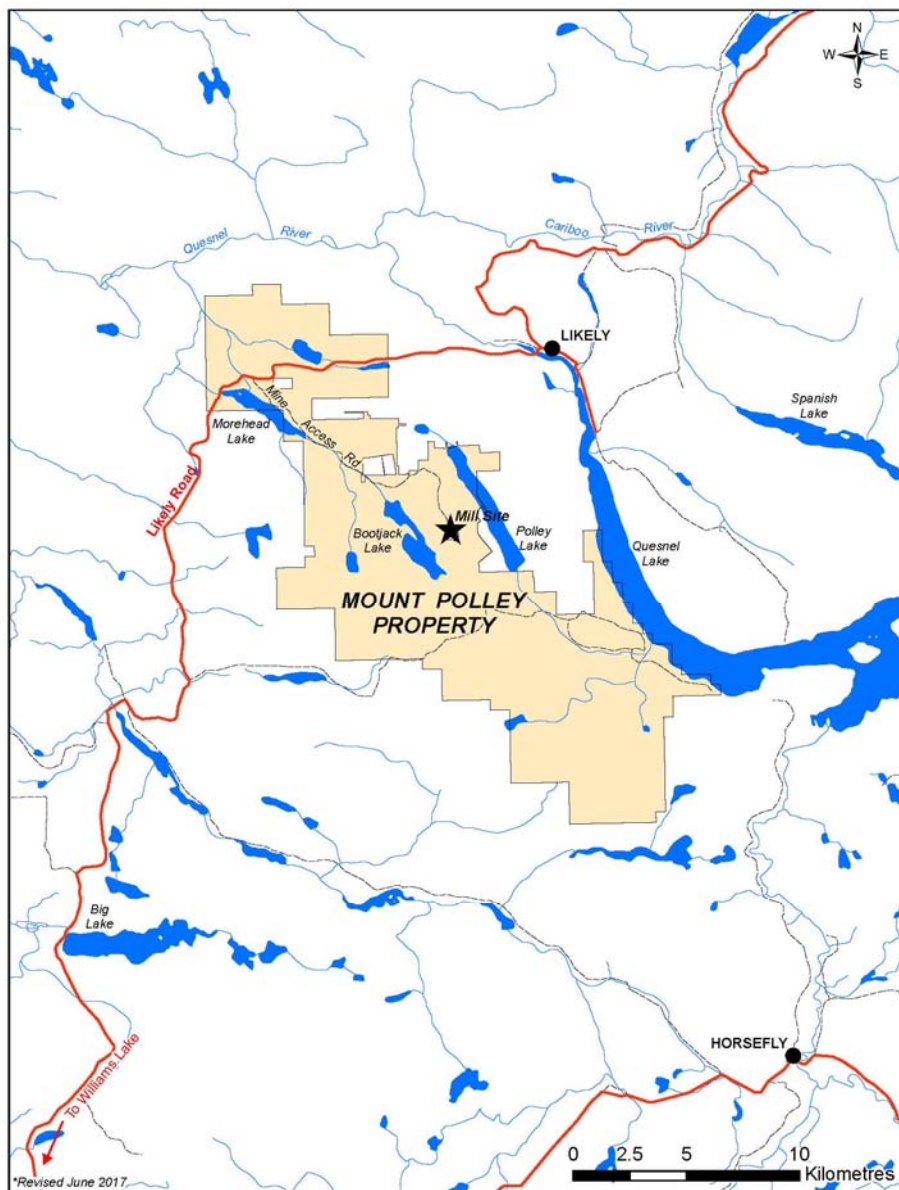 N
W E
S
Quesnel River
Cariboo River
LIKELY
Spanish
Lake
Morehead
Lake
Mine Access Rd
Likely Road
Mill Site
Bootjack
Lake
Polley
Lake
Quesnel
Lake
MOUNT POLLEY
PROPERTY
Big
Lake
HORSEFLY
To Williams Lake
0 2.5 5 10
Kilometres
*Revised June 2017